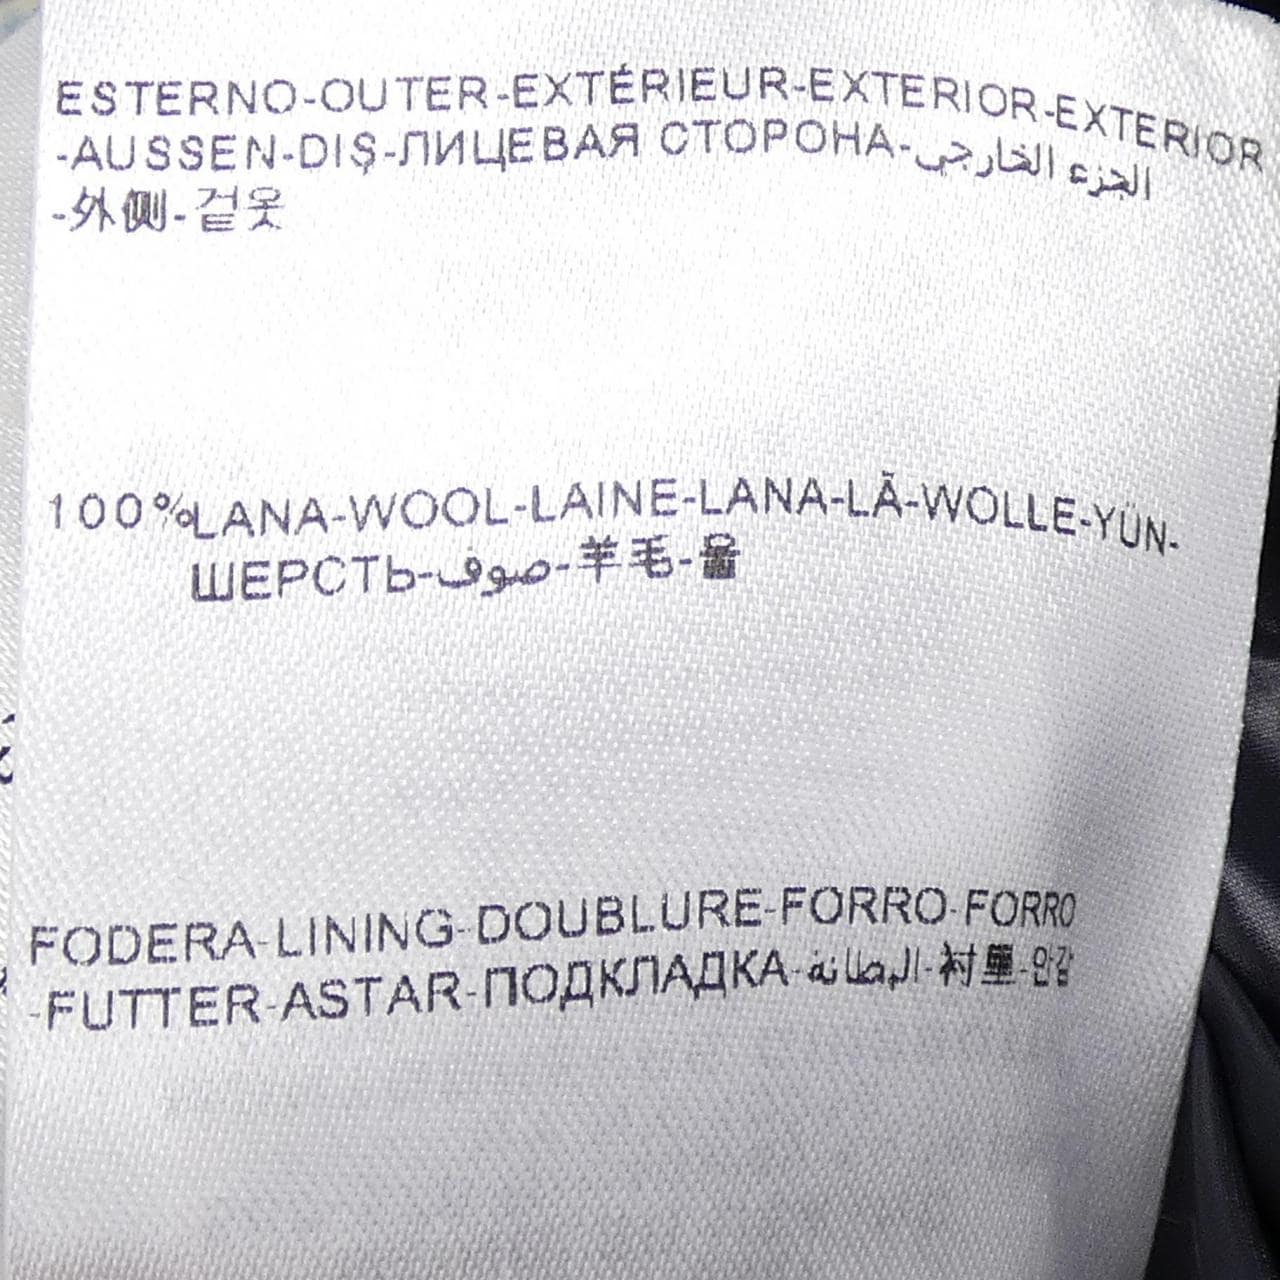 ESTERNO-OUTER-EXTÉRIEUR-EXTERIOR-EXTERIOR
-AUSSEN-DIŞ-ЛИЦЕВАЯ СТОРОНА-الجزء الخارجي
-外侧-겉옷
100%LANA-WOOL-LAINE-LANA-LÃ-WOLLE-YÜN-
ШЕРСТЬ-صوف-羊毛-울
FODERA-LINING-DOUBLURE-FORRO-FORRO
-FUTTER-ASTAR-ПОДКЛАДКА-البطانة-衬里-안감